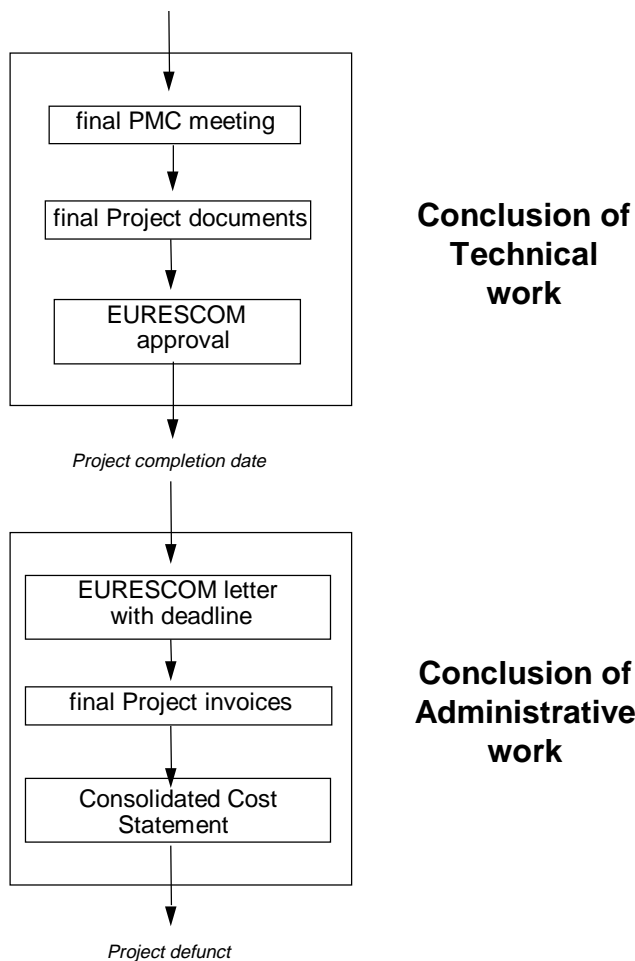 final PMC meeting
final Project documents
EURESCOM
approval
Conclusion of
Technical
work
Project completion date
EURESCOM letter
with deadline
final Project invoices
Consolidated Cost
Statement
Conclusion of
Administrative
work
Project defunct